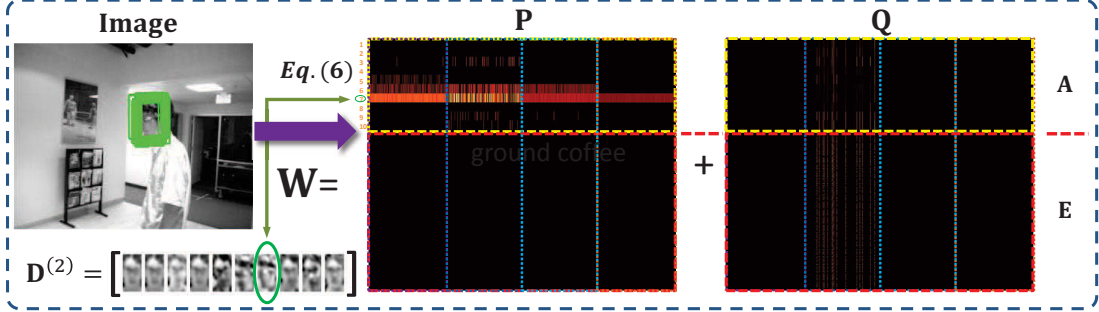 Image
P
Q
Eq. (6)
1
2
3
4
5
6
7
8
9
10
A
ground coffee
W=
+
E
D(2) = [ ]